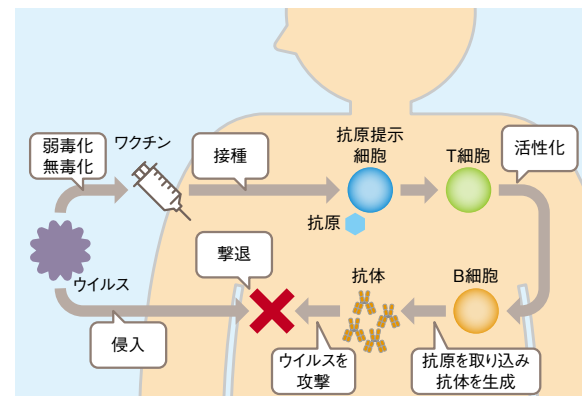 弱毒化
無毒化
ワクチン
接種
抗原提示
細胞
T細胞
活性化
抗原
ウイルス
撃退
抗体
B細胞
侵入
ウイルスを
攻撃
抗原を取り込み
抗体を生成